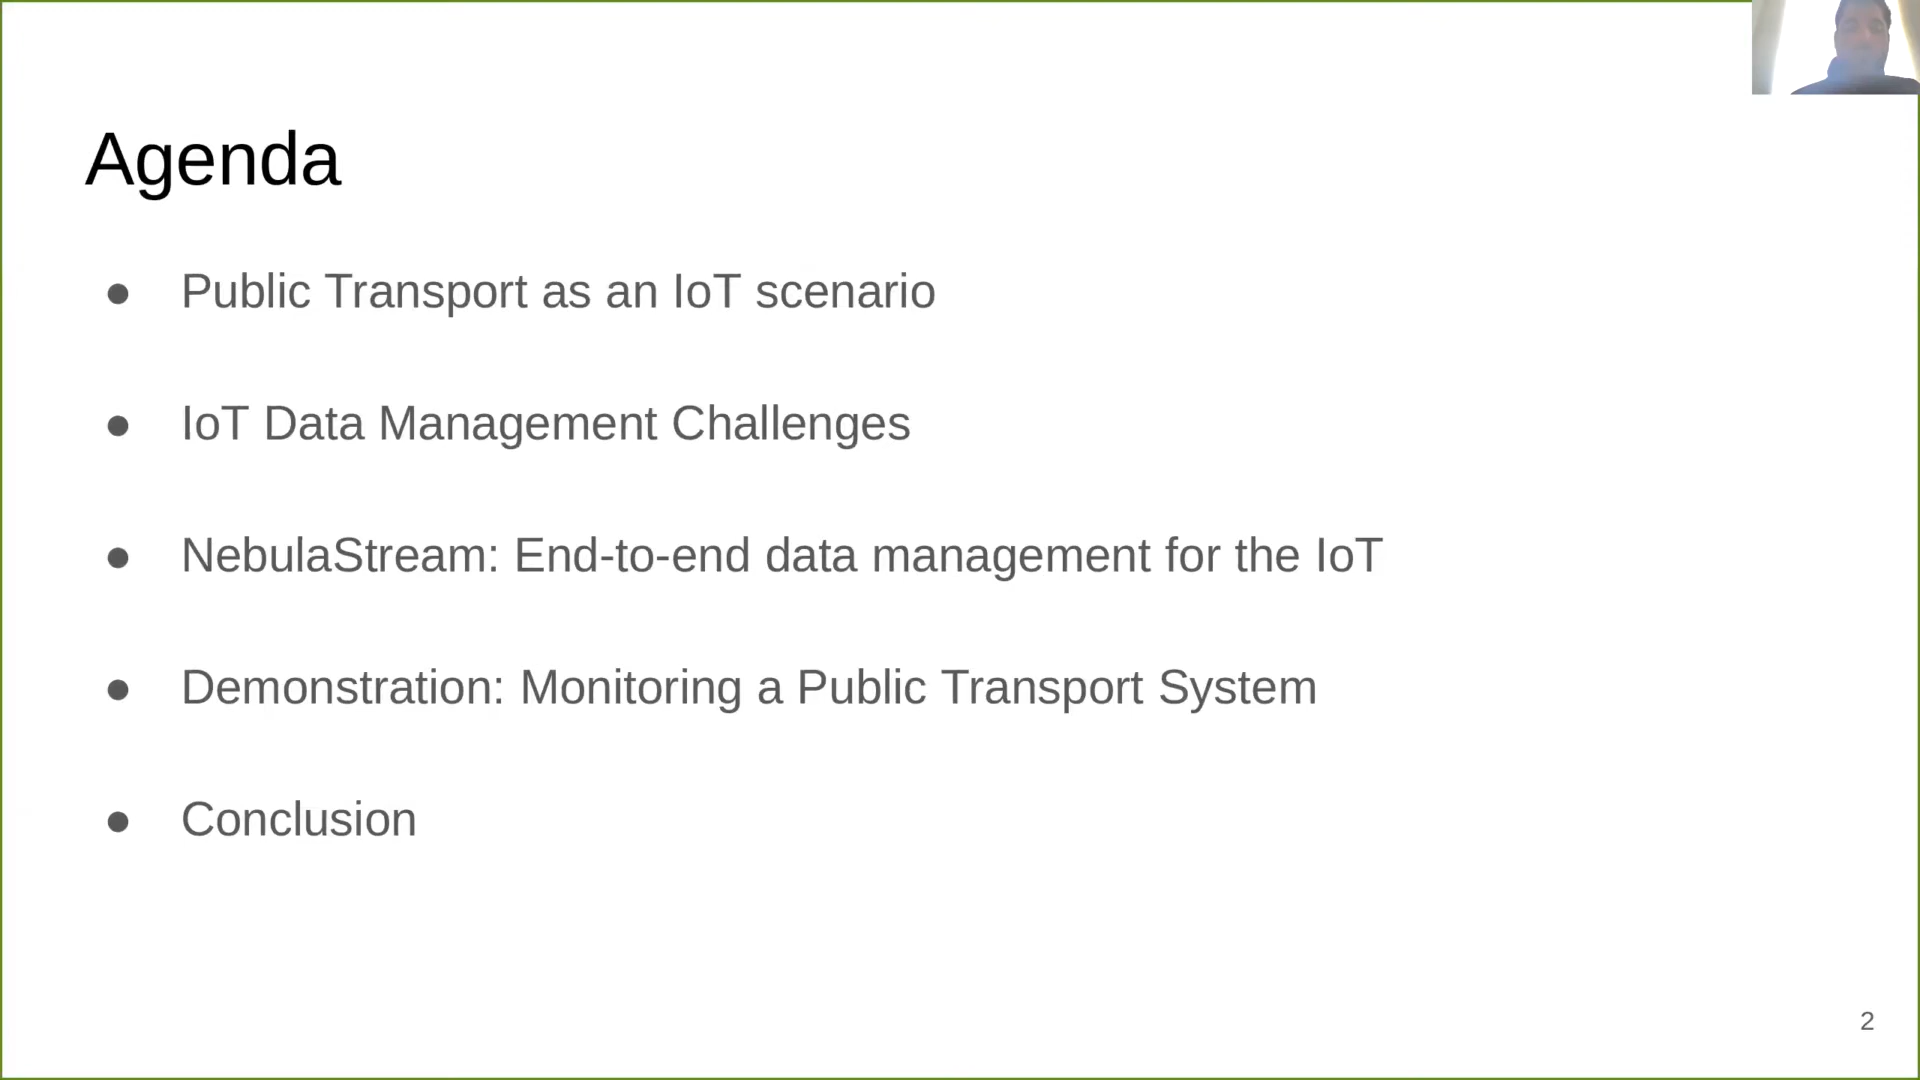 Agenda
● Public Transport as an IoT scenario
● IoT Data Management Challenges
● NebulaStream: End-to-end data management for the IoT
● Demonstration: Monitoring a Public Transport System
● Conclusion
2